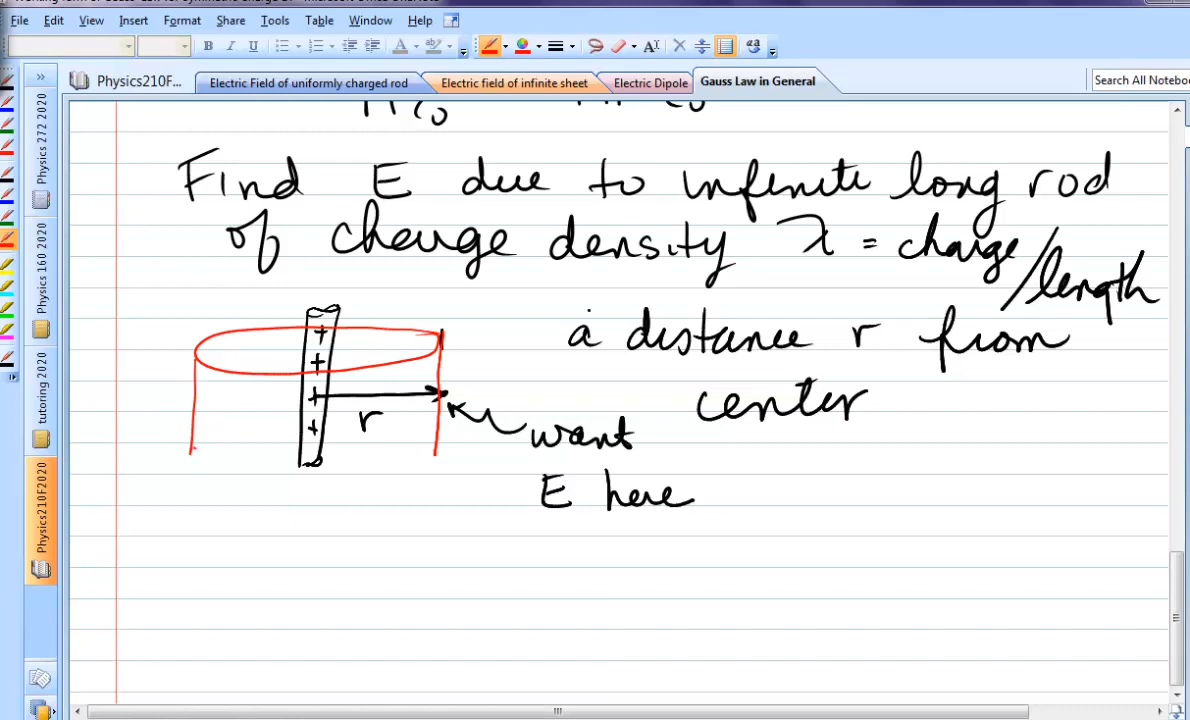 File Edit View Insert Format Share Tools Table Window Help
B I U
Physics210F... Electric Field of uniformly charged rod Electric field of infinite sheet Electric Dipole Gauss Law in General Search All Notebo
Physics 272 2020
Physics 160 2020
tutoring 2020
Physics210F2020
Find E due to infinite long rod
of charge density λ = charge/length
a distance r from
center
+
+
+
+
r
want
E here